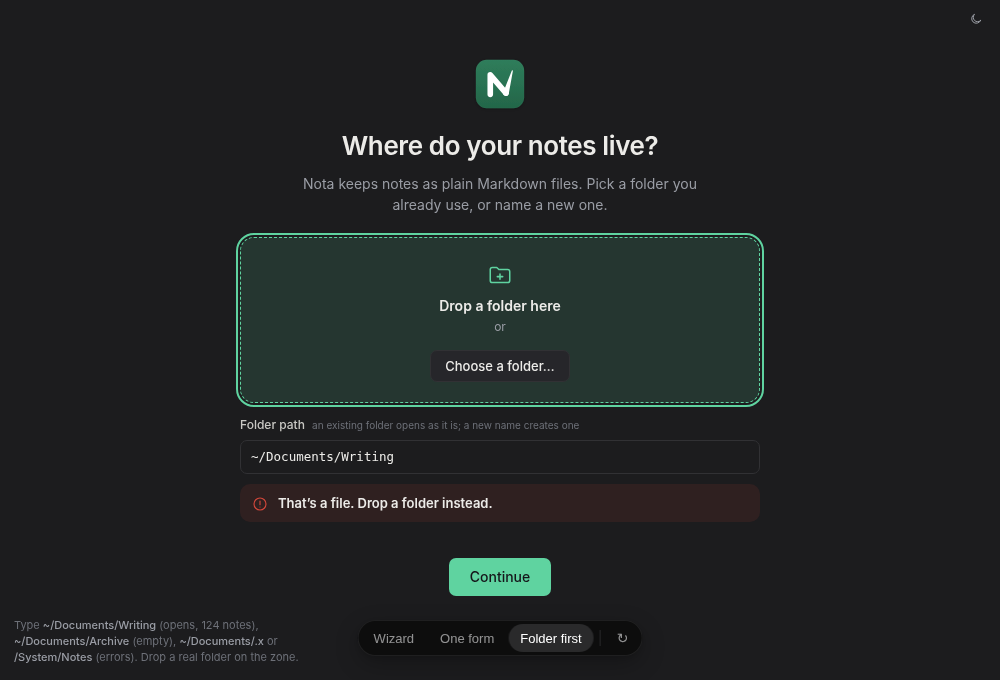 N
Where do your notes live?
Nota keeps notes as plain Markdown files. Pick a folder you
already use, or name a new one.
Drop a folder here
or
Choose a folder...
Folder path an existing folder opens as it is; a new name creates one
~/Documents/Writing
That's a file. Drop a folder instead.
Continue
Type ~/Documents/Writing (opens, 124 notes),
~/Documents/Archive (empty), ~/Documents/.x or
/System/Notes (errors). Drop a real folder on the zone.
Wizard One form Folder first ↻